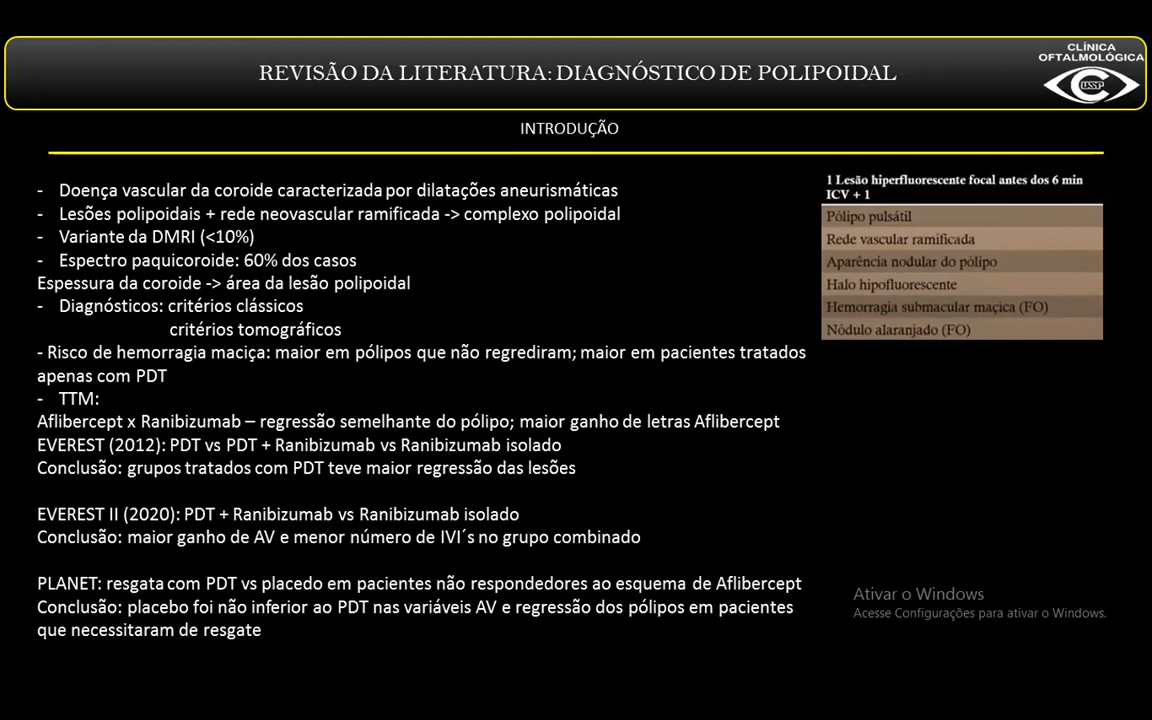 REVISÃO DA LITERATURA: DIAGNÓSTICO DE POLIPOIDAL
CLÍNICA
OFTALMOLÓGICA
USSP
INTRODUÇÃO
- Doença vascular da coroide caracterizada por dilatações aneurismáticas
- Lesões polipoidais + rede neovascular ramificada -> complexo polipoidal
- Variante da DMRI (<10%)
- Espectro paquicoroide: 60% dos casos
Espessura da coroide -> área da lesão polipoidal
- Diagnósticos: critérios clássicos
critérios tomográficos
- Risco de hemorragia maciça: maior em pólipos que não regrediram; maior em pacientes tratados
apenas com PDT
- TTM:
Aflibercept x Ranibizumab – regressão semelhante do pólipo; maior ganho de letras Aflibercept
EVEREST (2012): PDT vs PDT + Ranibizumab vs Ranibizumab isolado
Conclusão: grupos tratados com PDT teve maior regressão das lesões
EVEREST II (2020): PDT + Ranibizumab vs Ranibizumab isolado
Conclusão: maior ganho de AV e menor número de IVI´s no grupo combinado
PLANET: resgata com PDT vs placedo em pacientes não respondedores ao esquema de Aflibercept
Conclusão: placebo foi não inferior ao PDT nas variáveis AV e regressão dos pólipos em pacientes
que necessitaram de resgate
1 Lesão hiperfluorescente focal antes dos 6 min
ICV + 1
Pólipo pulsátil
Rede vascular ramificada
Aparência nodular do pólipo
Halo hipofluorescente
Hemorragia submacular maçica (FO)
Nódulo alaranjado (FO)
Ativar o Windows
Acesse Configurações para ativar o Windows.